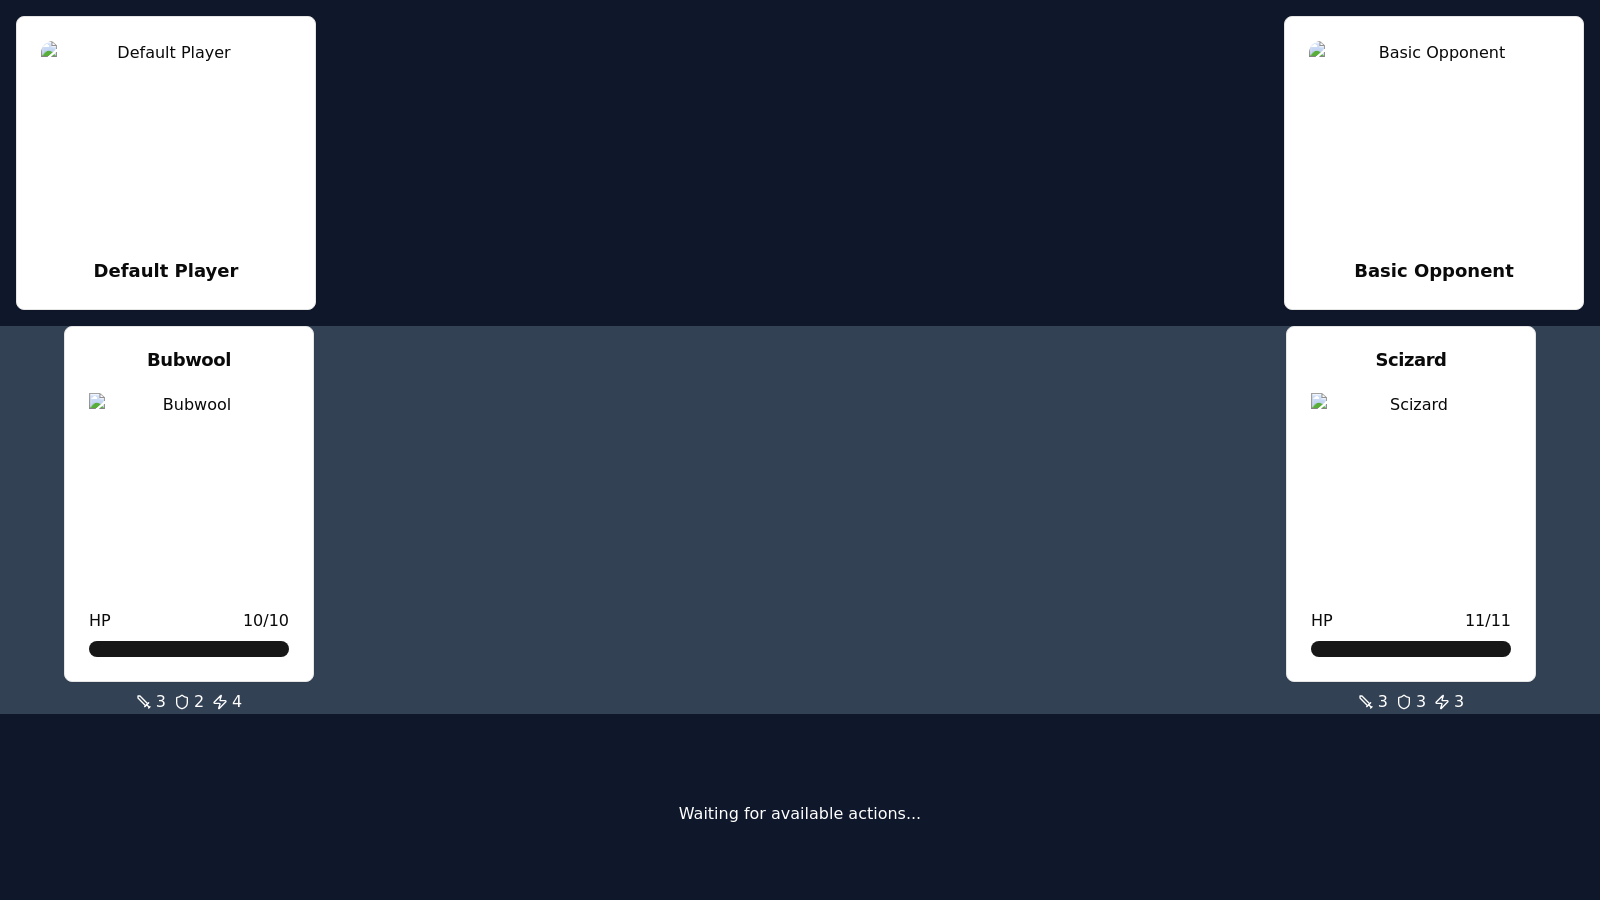 Default Player
Basic Opponent
Default Player
Basic Opponent
Bubwool
Scizard
Bubwool
Scizard
HP 10/10
HP 11/11
3 2 4
3 3 3
Waiting for available actions...